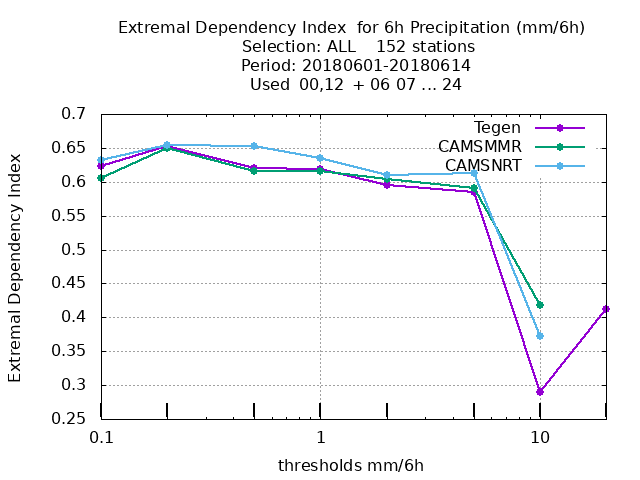 Extremal Dependency Index  for 6h Precipitation (mm/6h)
Selection: ALL    152 stations
Period: 20180601-20180614
Used  00,12  + 06 07 ... 24
Tegen
CAMSMMR
CAMSNRT
Extremal Dependency Index
0.7
0.65
0.6
0.55
0.5
0.45
0.4
0.35
0.3
0.25
0.1 1 10
thresholds mm/6h